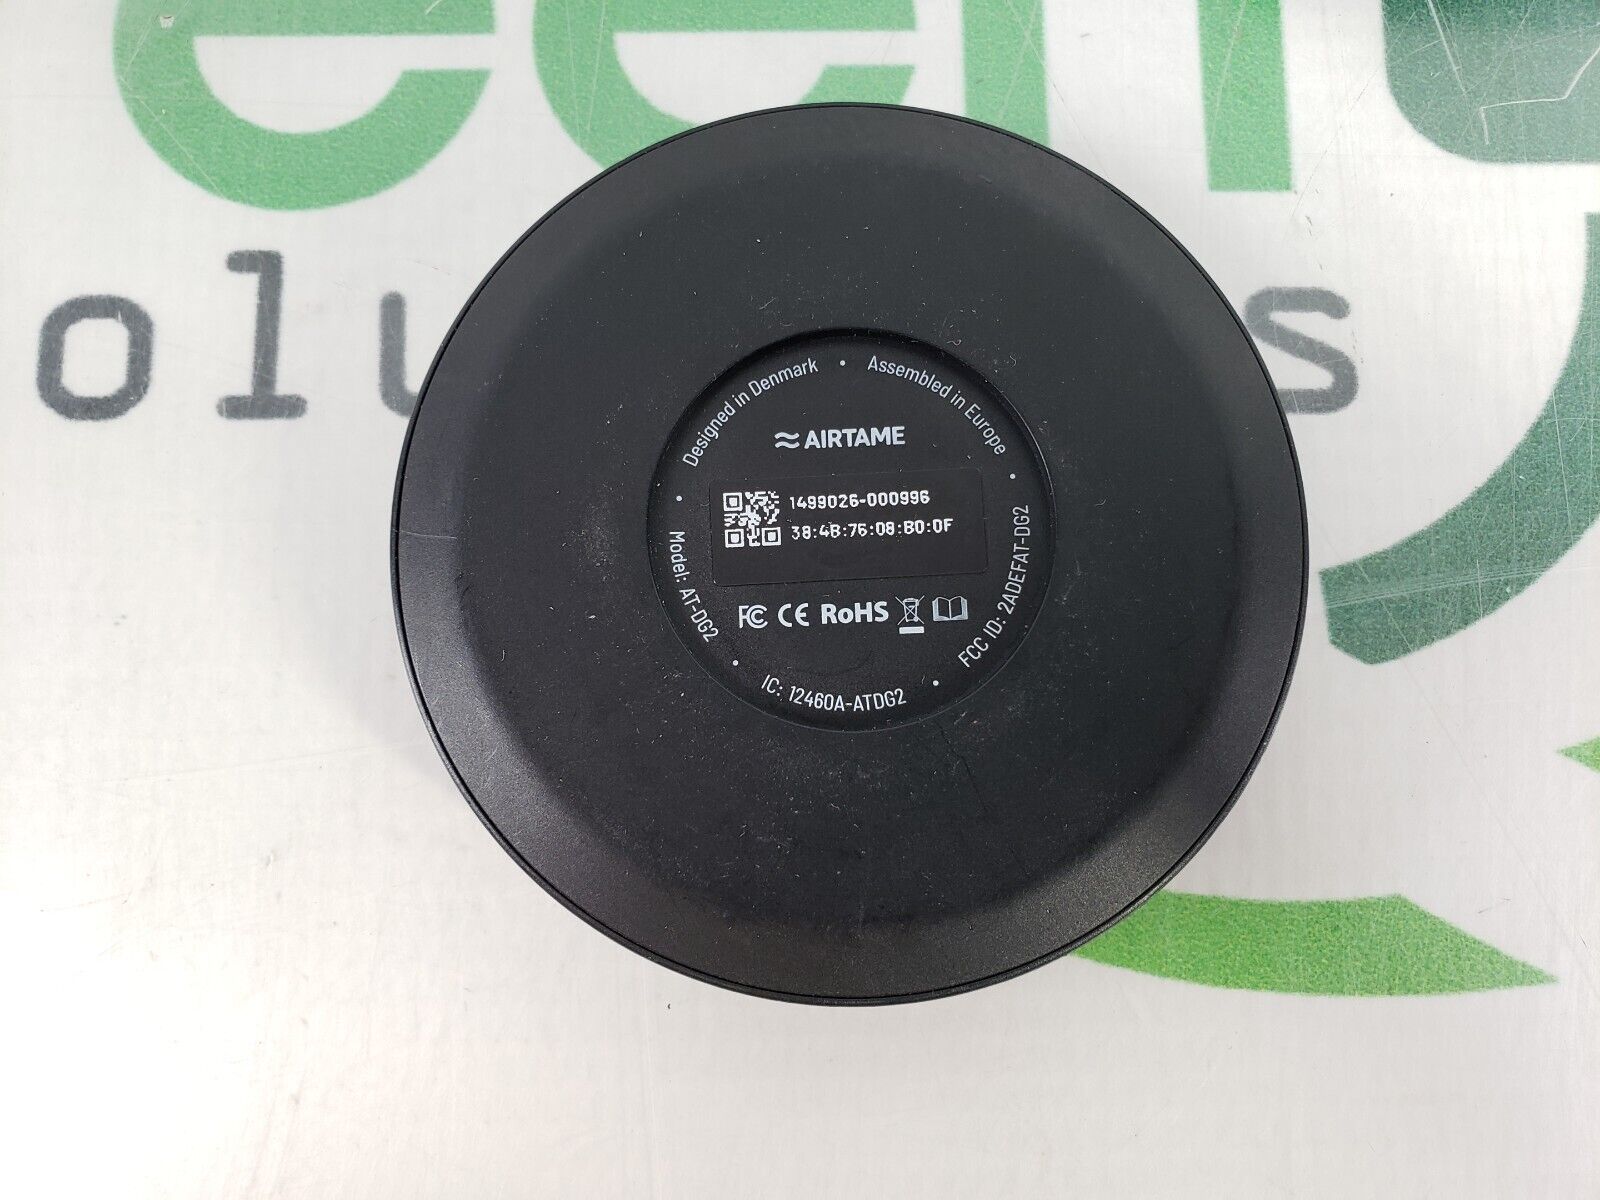 een
olu s
Designed in Denmark • Assembled in Europe •
AIRTAME
1499026-000996
38:4B:76:08:B0:0F
FC CE RoHS
Model: AT-DG2 •
IC: 12460A-ATDG2 •
FCC ID: 2ADEFAT-DG2